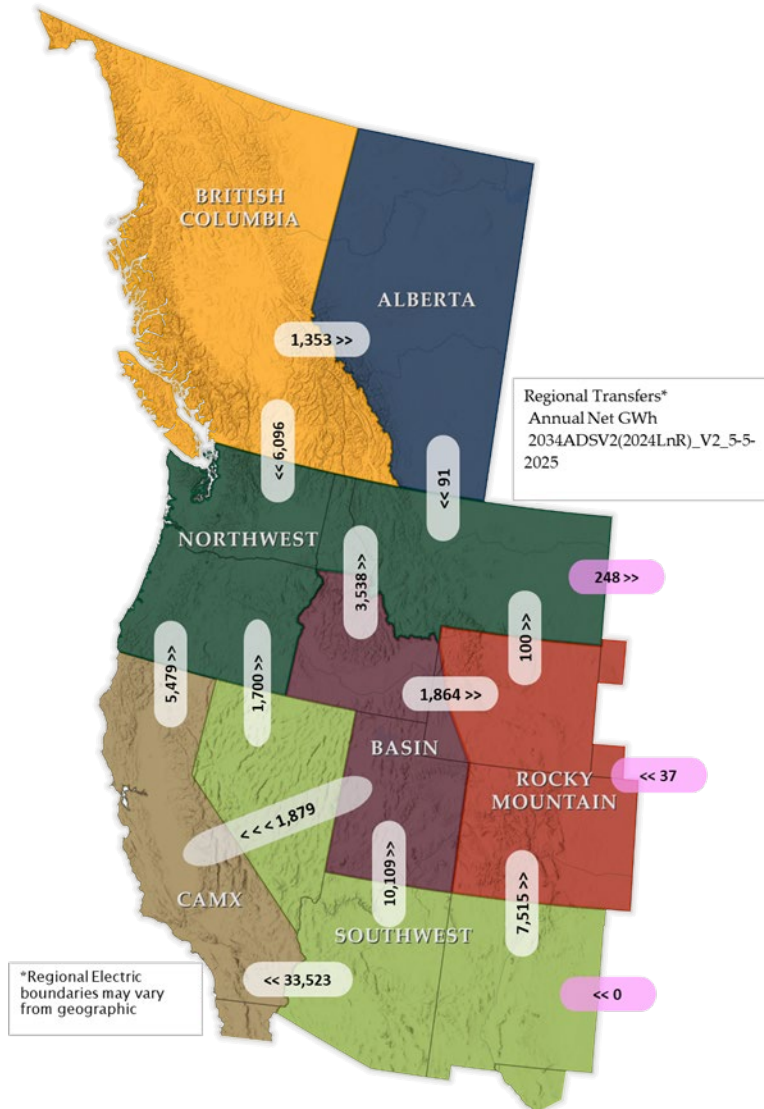 BRITISH
COLUMBIA
ALBERTA
1,353 >>
Regional Transfers*
Annual Net GWh
2034ADSV2(2024LnR)_V2_5-5-
2025
<< 6,096
<< 91
NORTHWEST
3,538 >>
248 >>
5,479 >>
1,700 >>
100 >>
1,864 >>
BASIN
ROCKY
MOUNTAIN
<< 37
< < < 1,879
CAMX
10,109 >>
7,515 >>
SOUTHWEST
*Regional Electric
boundaries may vary
from geographic
<< 33,523
<< 0